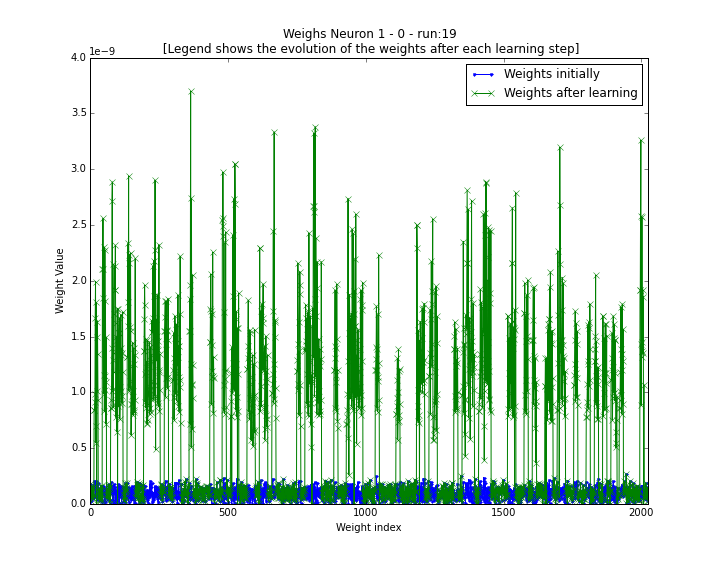 Weighs Neuron 1 - 0 - run:19
[Legend shows the evolution of the weights after each learning step]
1e−9
Weights initially
Weights after learning
4.0
3.5
3.0
2.5
2.0
1.5
1.0
0.5
0.0
Weight Value
0
500
1000
1500
2000
Weight index